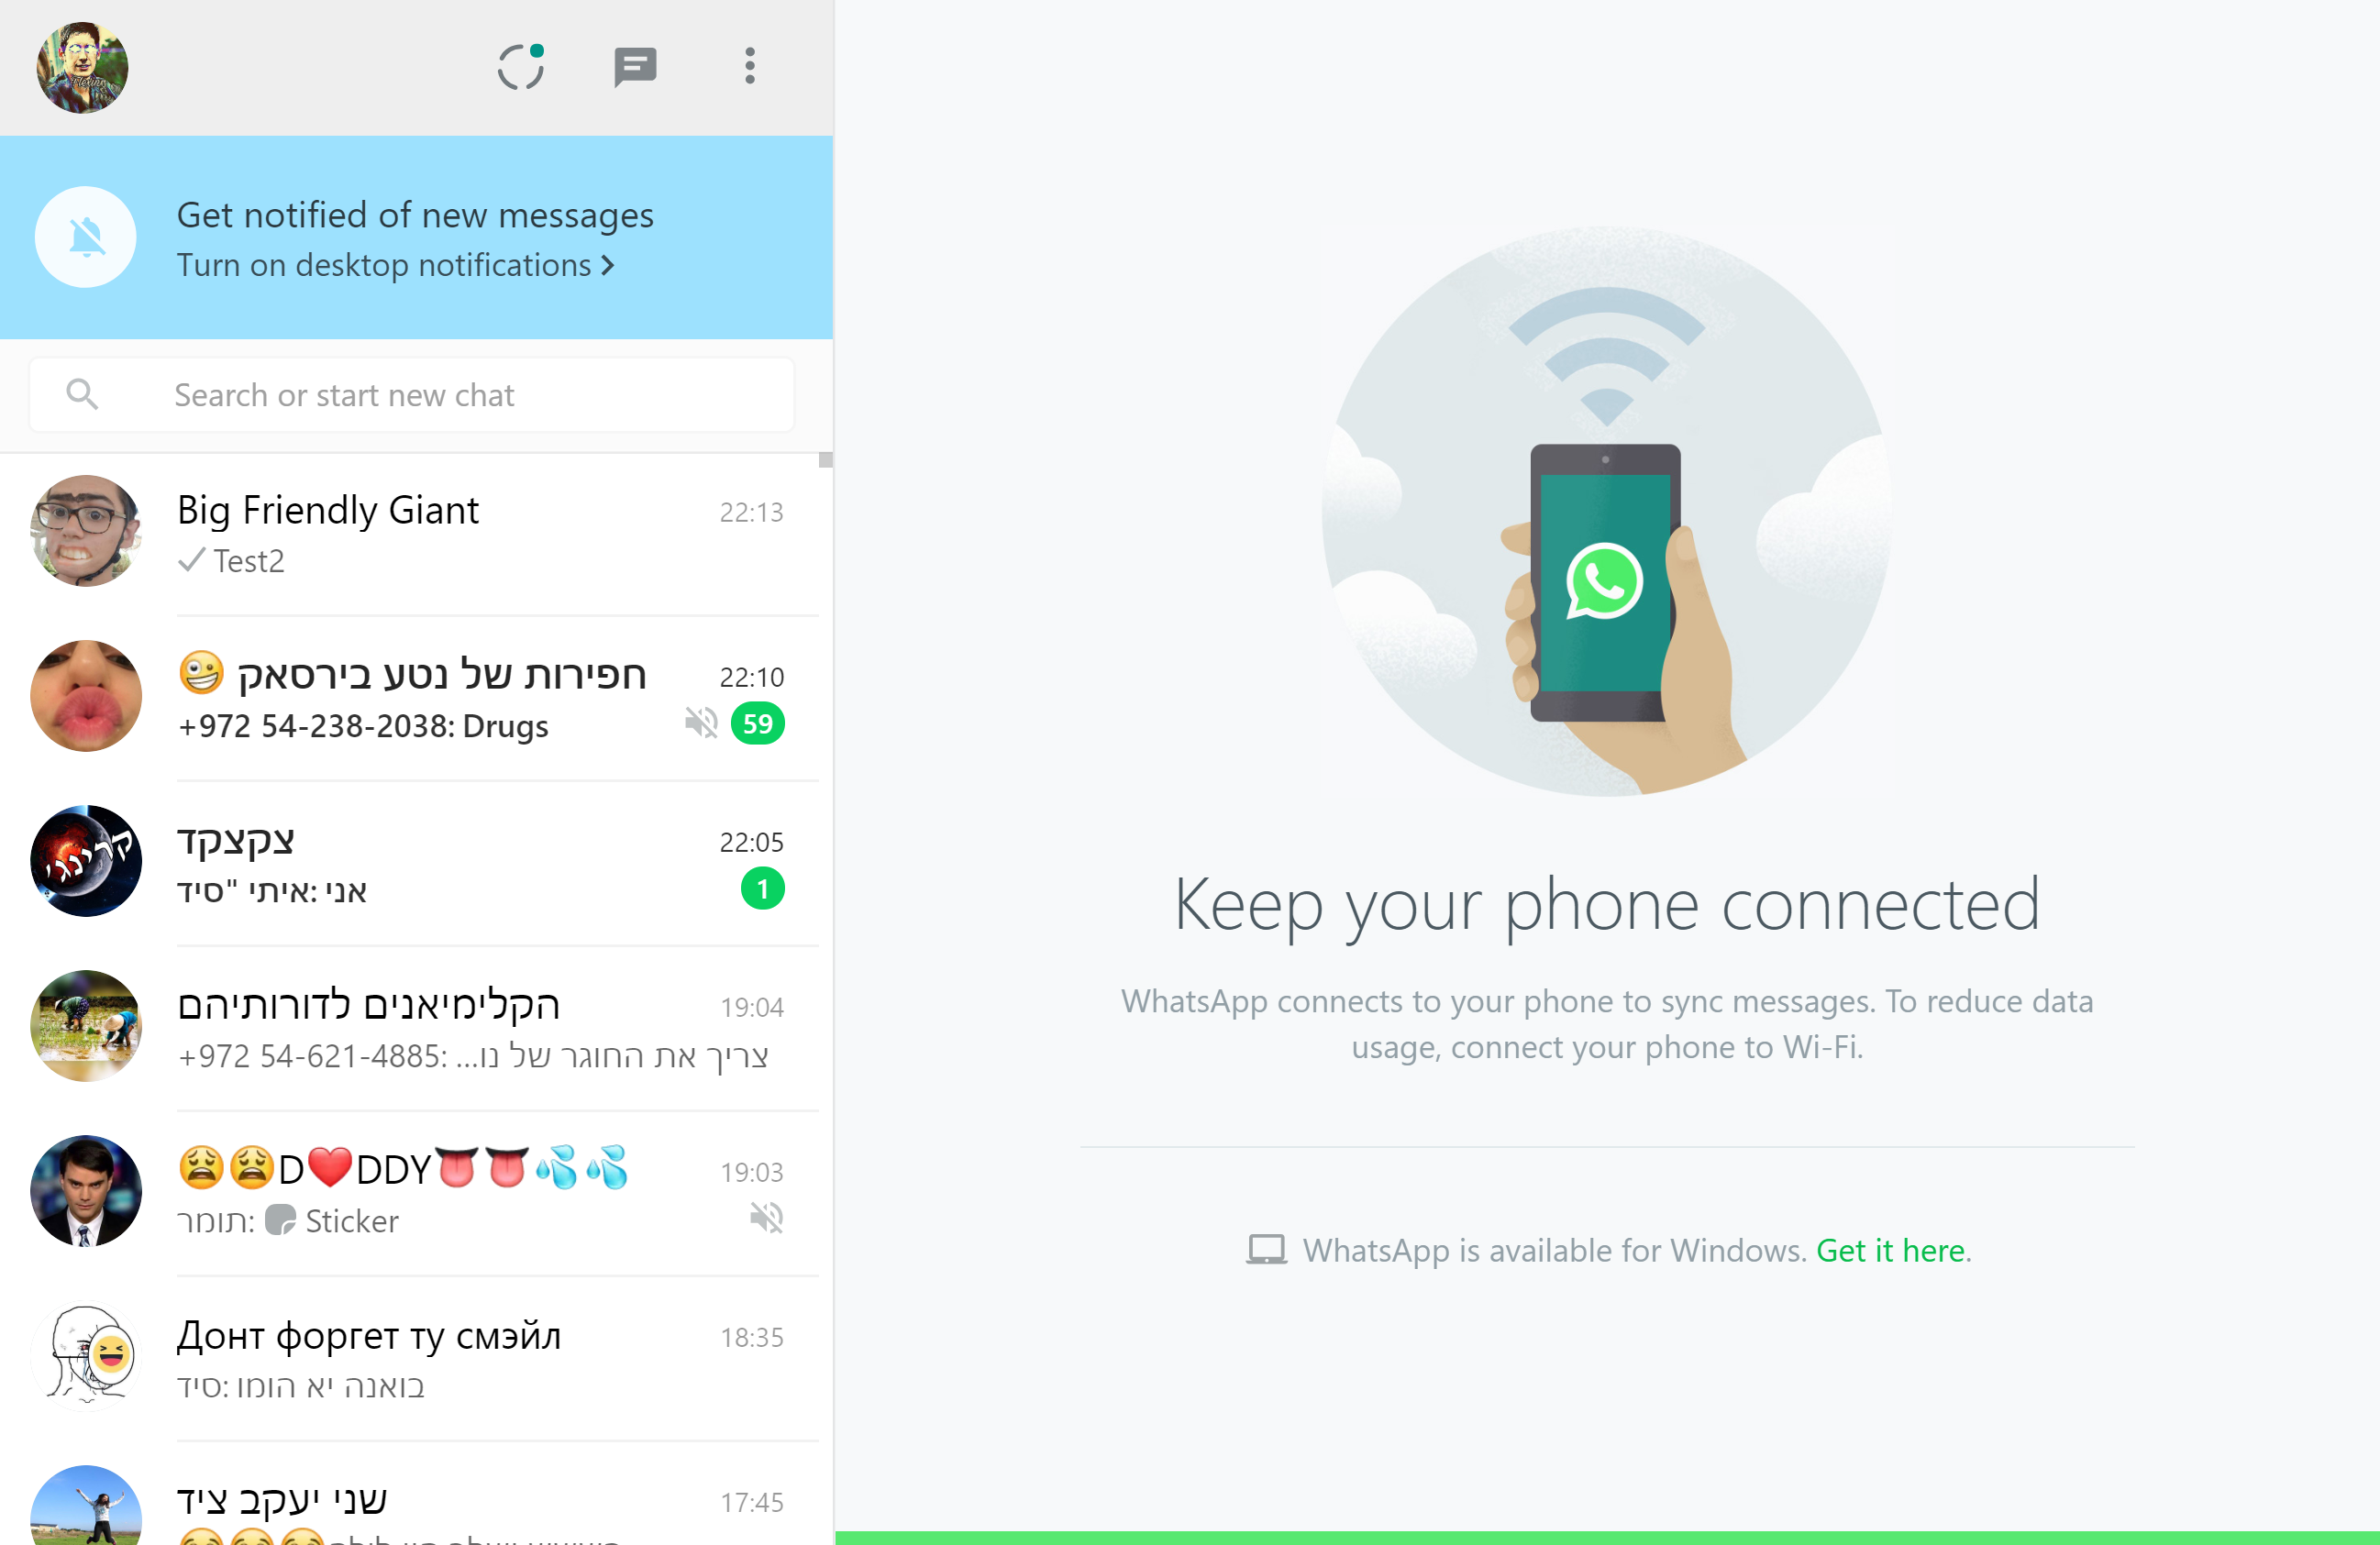 Get notified of new messages
Turn on desktop notifications
Search or start new chat
Big Friendly Giant
22:13
Test2
🤪 חפירות של נטע בירסאק
22:10
+972 54-238-2038: Drugs
59
קרינג'
צקצקד
22:05
אני: איתי "סיד
1
הקלימיאנים לדורותיהם
19:04
+972 54-621-4885: צריך את החוגר של נו...
😩😩D❤️DDY👅👅💦💦
19:03
תומר: Sticker
Донт форгет ту смэйл
18:35
סיד: בואנה יא הומו
שני יעקב ציד
17:45
Keep your phone connected
WhatsApp connects to your phone to sync messages. To reduce data
usage, connect your phone to Wi-Fi.
WhatsApp is available for Windows. Get it here.